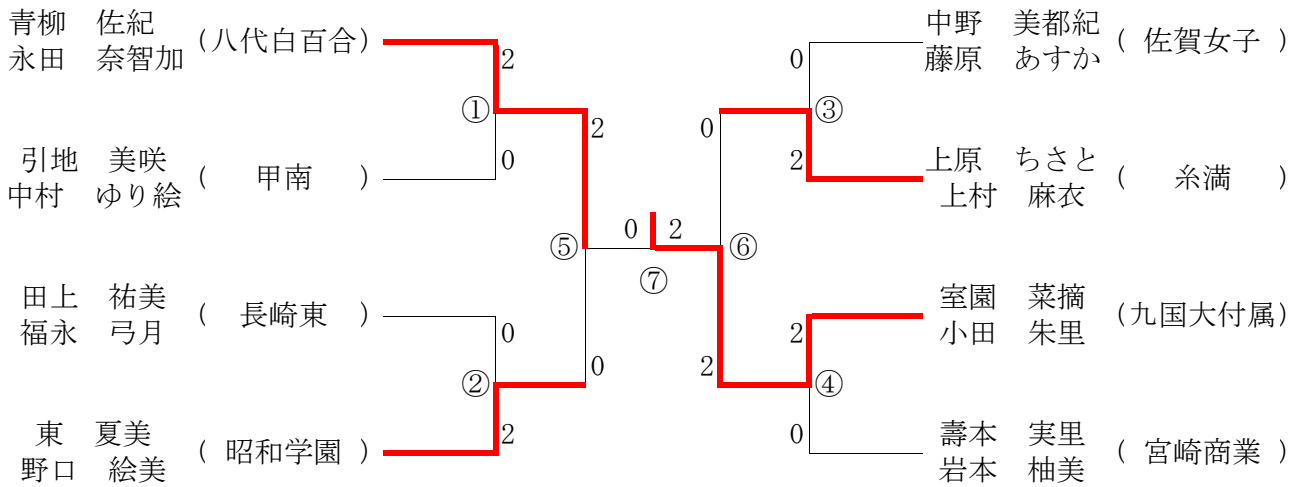 青柳　佐紀
永田　奈智加
(八代白百合)
2
①
0
引地　美咲
中村　ゆり絵
(　甲南　)
2
⑤
田上　祐美
福永　弓月
(　長崎東　)
0
②
2
東　夏美
野口　絵美
(　昭和学園　)
0
0
2
⑦
中野　美都紀
藤原　あすか
(　佐賀女子　)
0
③
2
上原　ちさと
上村　麻衣
(　糸満　)
0
⑥
2
室園　菜摘
小田　朱里
(九国大付属)
2
④
0
壽本　実里
岩本　柚美
(　宮崎商業　)